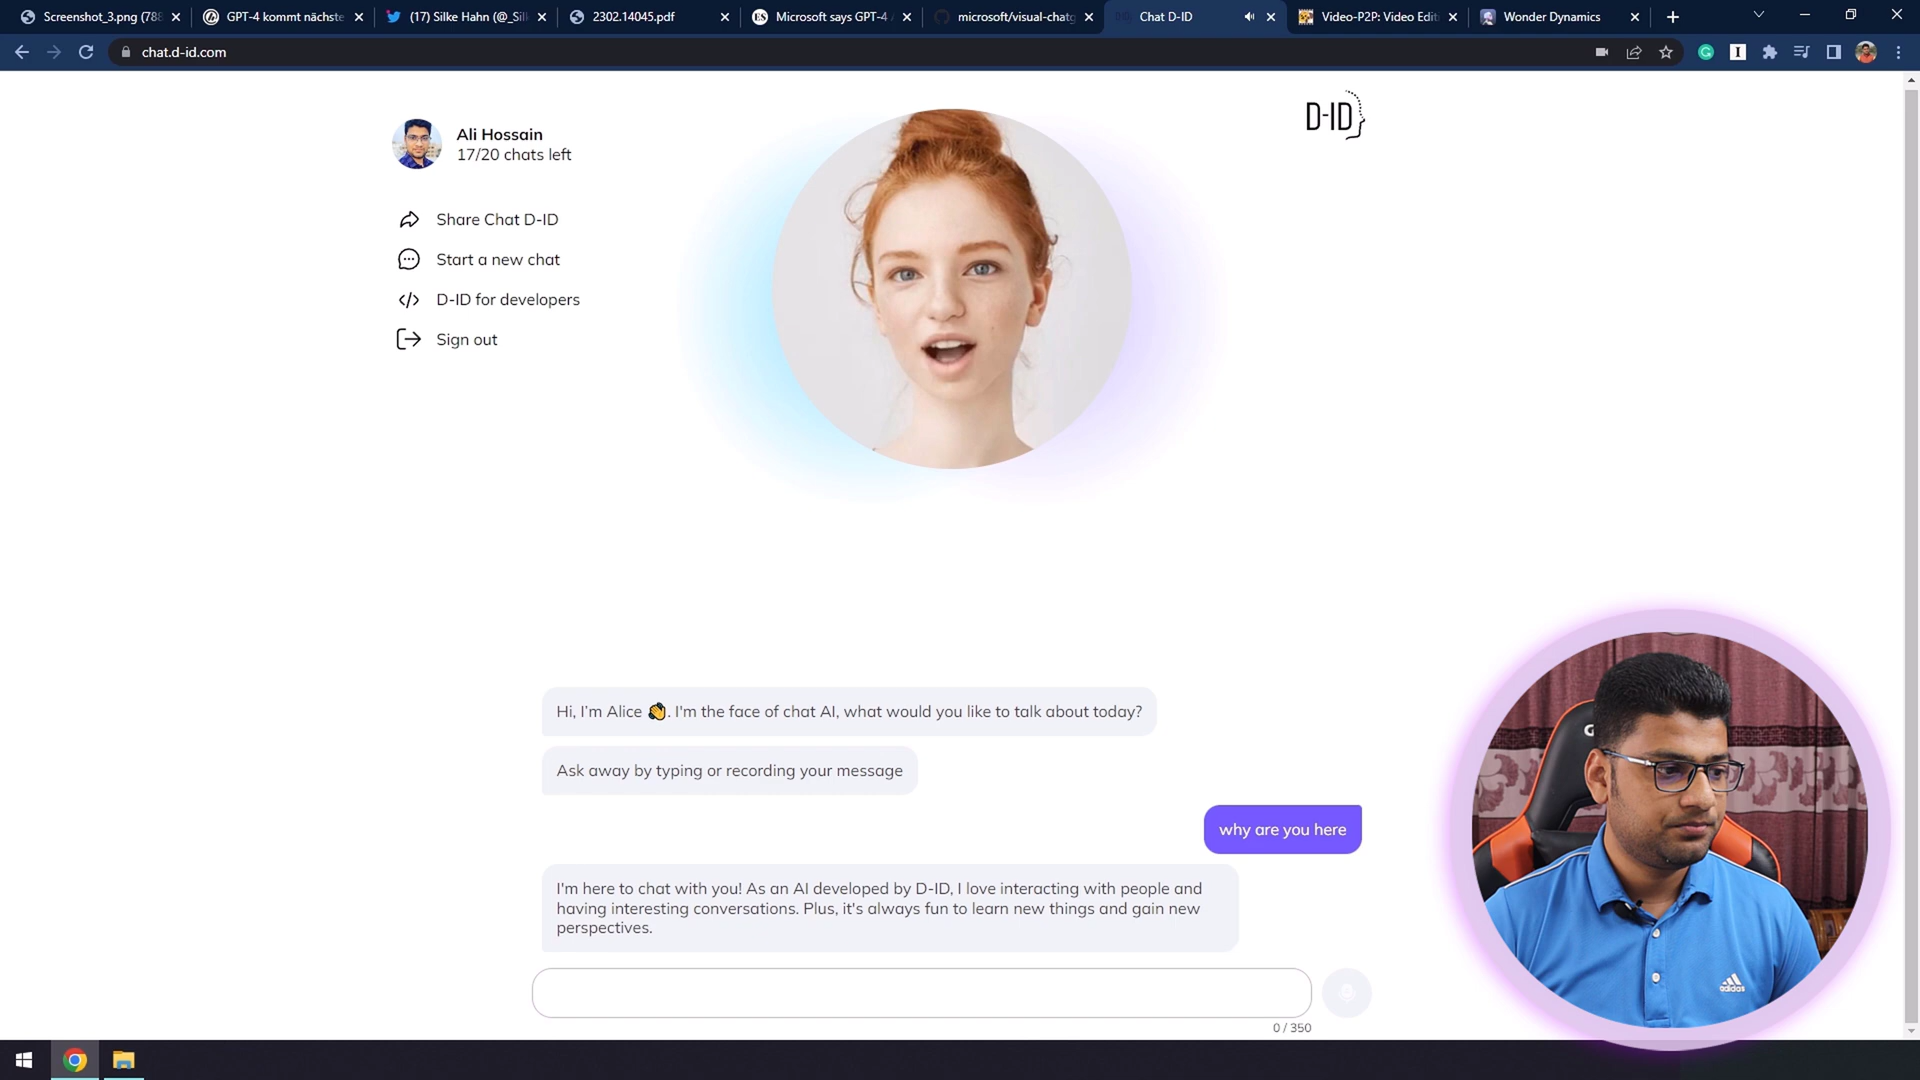 Screenshot_3.png (788
GPT-4 kommt nächste
(17) Silke Hahn (@_Sil
2302.14045.pdf
Microsoft says GPT-4
microsoft/visual-chatg
Chat D-ID
Video-P2P: Video Edit
Wonder Dynamics
chat.d-id.com
Ali Hossain
17/20 chats left
D-ID
Share Chat D-ID
Start a new chat
D-ID for developers
Sign out
Hi, I'm Alice 👋. I'm the face of chat AI, what would you like to talk about today?
Ask away by typing or recording your message
why are you here
I'm here to chat with you! As an AI developed by D-ID, I love interacting with people and
having interesting conversations. Plus, it's always fun to learn new things and gain new
perspectives.
0 / 350
adidas